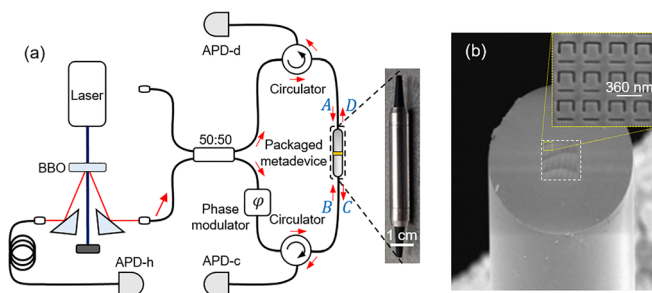 (a)
APD-d
Circulator
Laser
A
D
50:50
BBO
Packaged
metadevice
Phase
modulator
φ
B
C
Circulator
1 cm
APD-h
APD-c
(b)
360 nm